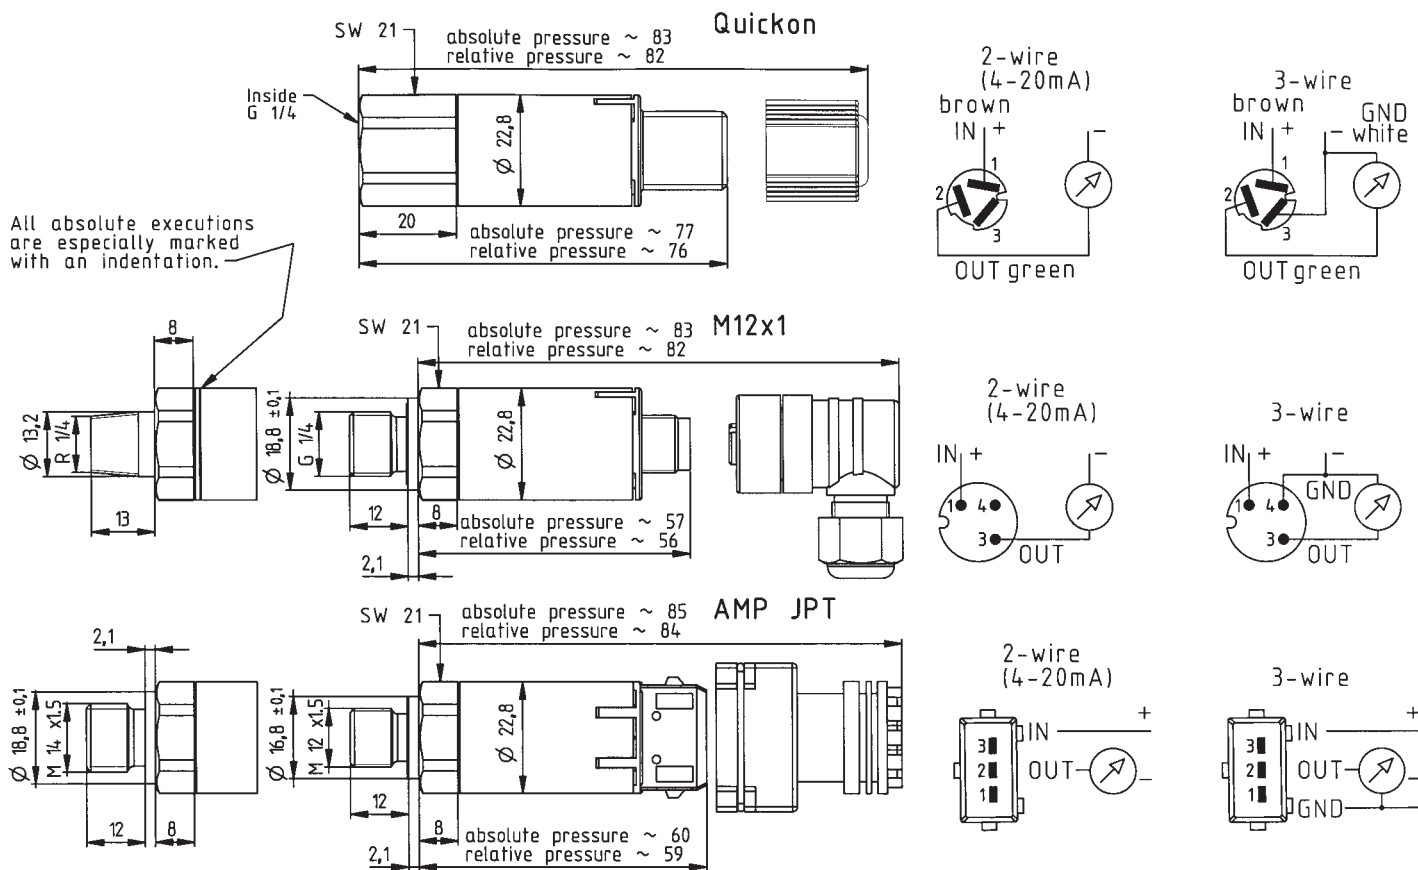 Quickon
SW 21
absolute pressure ~ 83
relative pressure ~ 82
Inside
G 1/4
Ø 22,8
20
absolute pressure ~ 77
relative pressure ~ 76
2-wire
(4-20mA)
brown
IN +
-
1
2
3
OUT green
3-wire
brown
IN +
-
GND
white
1
2
3
OUT green
All absolute executions
are especially marked
with an indentation.
M12x1
SW 21
absolute pressure ~ 83
relative pressure ~ 82
8
Ø 13,2
R 1/4
13
Ø 18,8 ±0,1
G 1/4
Ø 22,8
12
8
2,1
absolute pressure ~ 57
relative pressure ~ 56
2-wire
(4-20mA)
IN +
-
1
4
3
OUT
3-wire
IN +
-
GND
1
4
3
OUT
AMP JPT
SW 21
absolute pressure ~ 85
relative pressure ~ 84
2,1
Ø 18,8 ±0,1
M 14 x1.5
12
8
Ø 16,8 ±0,1
M 12 x1.5
Ø 22,8
12
8
2,1
absolute pressure ~ 60
relative pressure ~ 59
2-wire
(4-20mA)
+
3
IN
2
OUT
-
1
3-wire
+
3
IN
2
OUT
-
1
GND